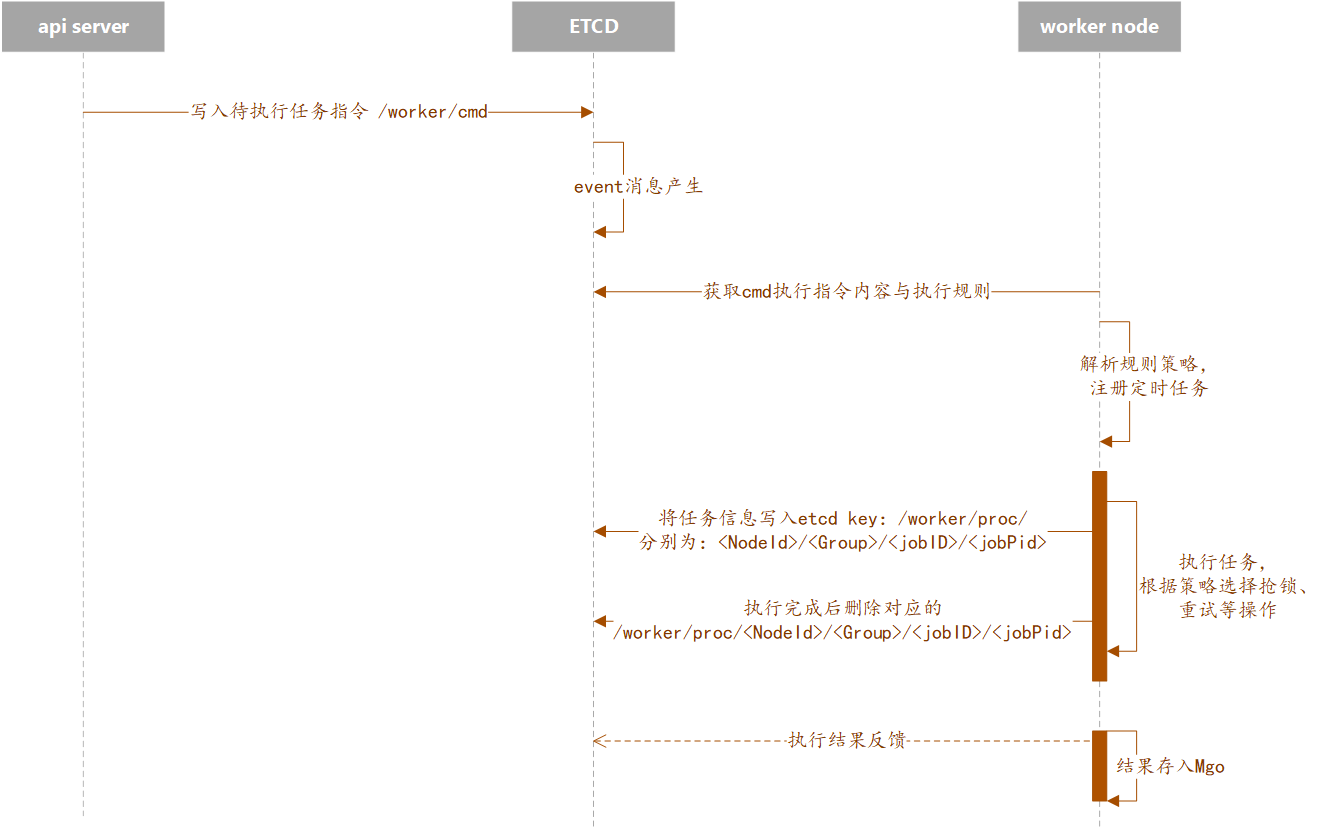 api server
ETCD
worker node
写入待执行任务指令 /worker/cmd
event消息产生
获取cmd执行指令内容与执行规则
解析规则策略，
注册定时任务
将任务信息写入etcd key：/worker/proc/
分别为：<NodeId>/<Group>/<jobID>/<jobPid>
执行任务，
根据策略选择抢锁、
重试等操作
执行完成后删除对应的
/worker/proc/<NodeId>/<Group>/<jobID>/<jobPid>
执行结果反馈
结果存入Mgo